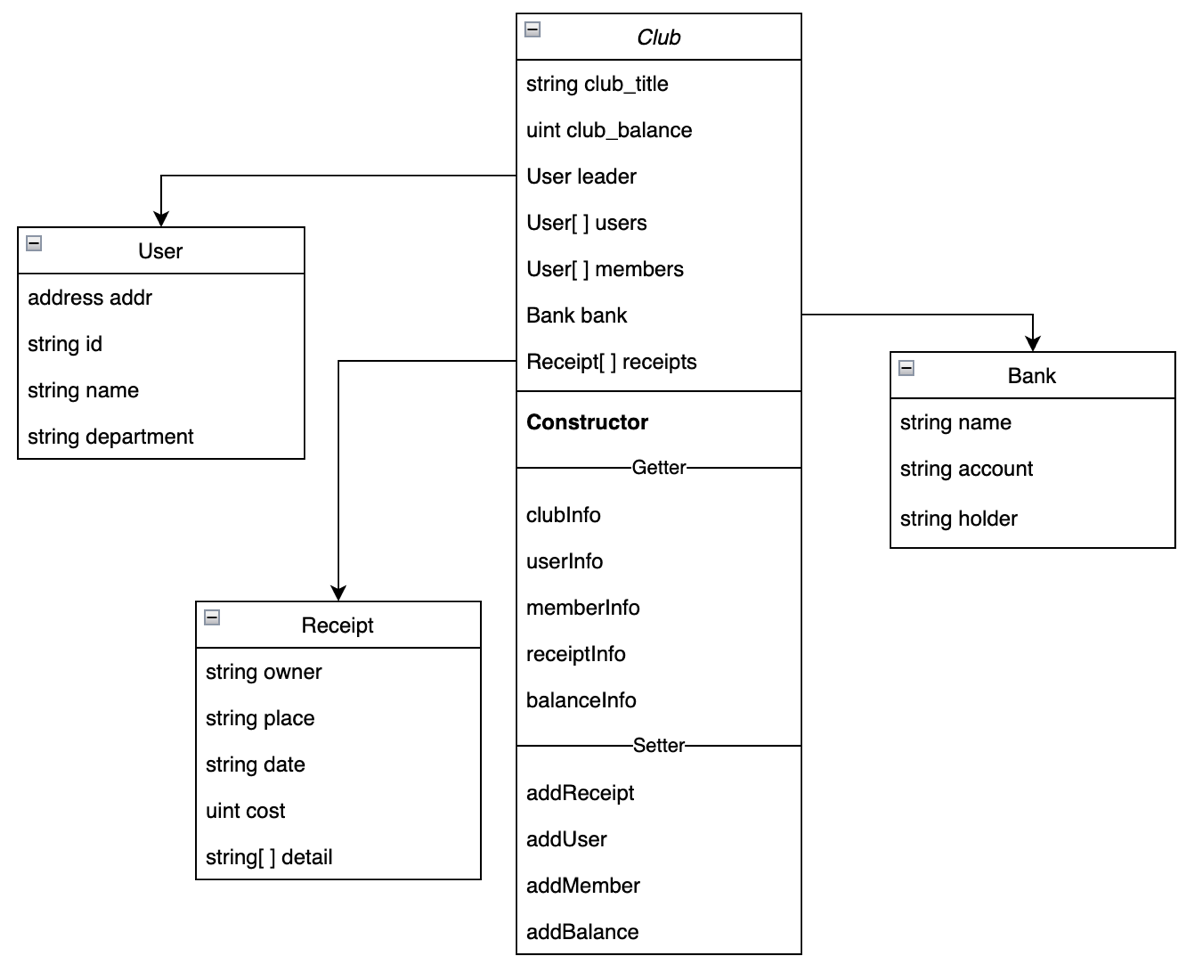 Club
string club_title
uint club_balance
User leader
User[ ] users
User[ ] members
Bank bank
Receipt[ ] receipts
Constructor
Getter
clubInfo
userInfo
memberInfo
receiptInfo
balanceInfo
Setter
addReceipt
addUser
addMember
addBalance
User
address addr
string id
string name
string department
Receipt
string owner
string place
string date
uint cost
string[ ] detail
Bank
string name
string account
string holder